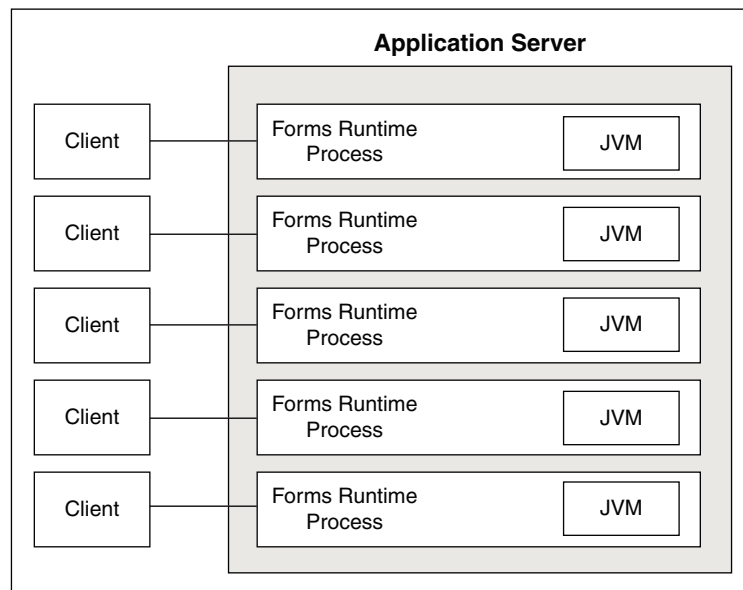 Application Server
Client
Forms Runtime
Process
JVM
Client
Forms Runtime
Process
JVM
Client
Forms Runtime
Process
JVM
Client
Forms Runtime
Process
JVM
Client
Forms Runtime
Process
JVM